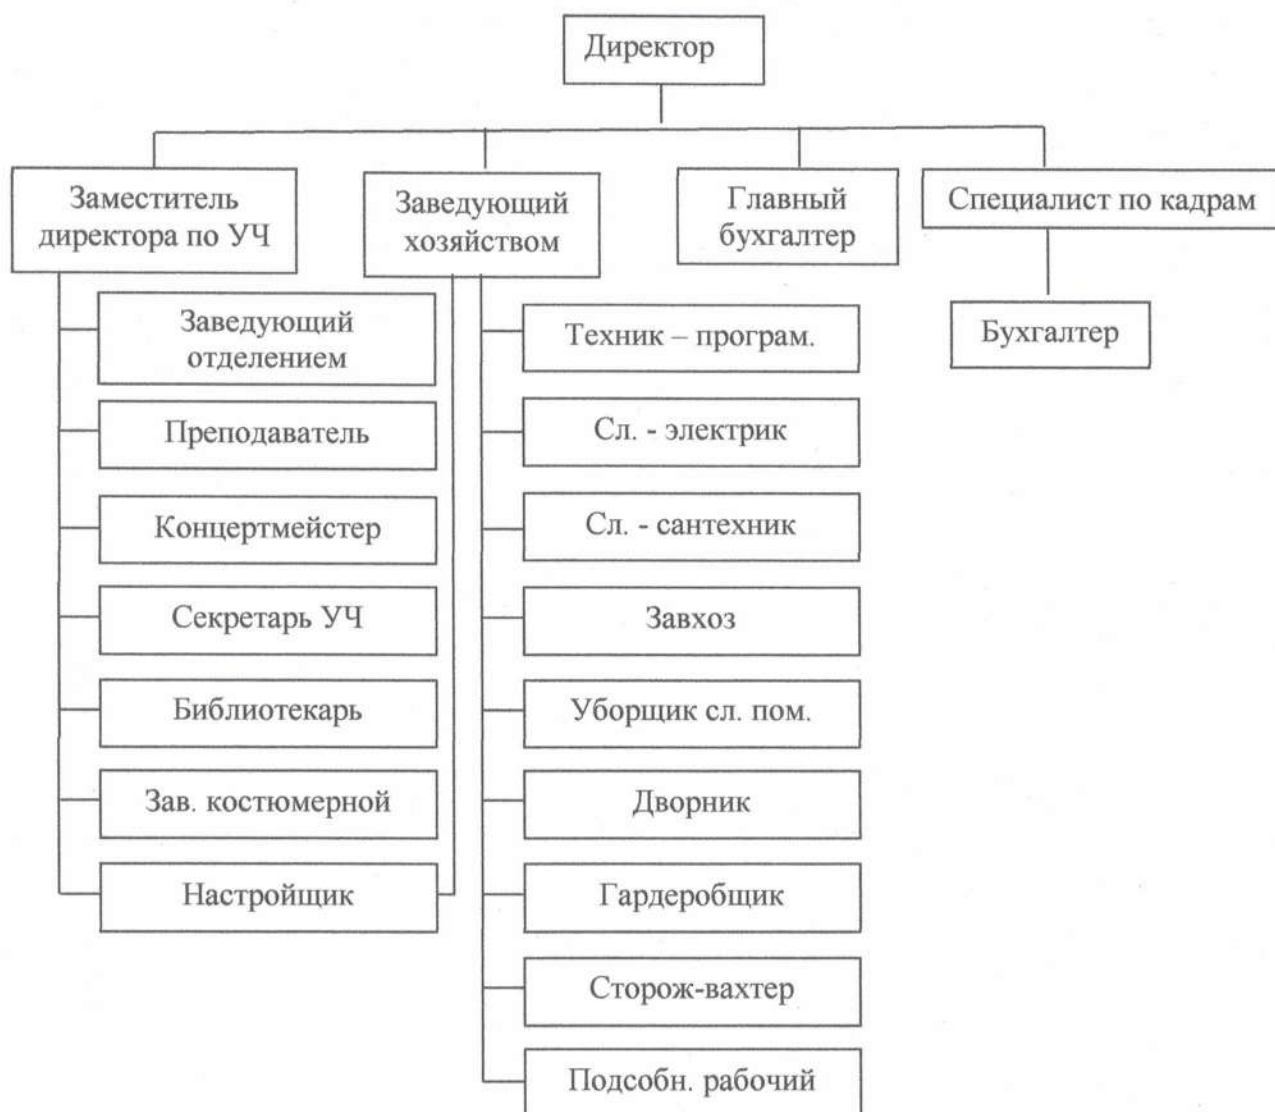 Директор
Заместитель
директора по УЧ
Заведующий
хозяйством
Главный
бухгалтер
Специалист по кадрам
Заведующий
отделением
Преподаватель
Концертмейстер
Секретарь УЧ
Библиотекарь
Зав. костюмерной
Настройщик
Техник – програм.
Сл. - электрик
Сл. - сантехник
Завхоз
Уборщик сл. пом.
Дворник
Гардеробщик
Сторож-вахтер
Подсобн. рабочий
Бухгалтер